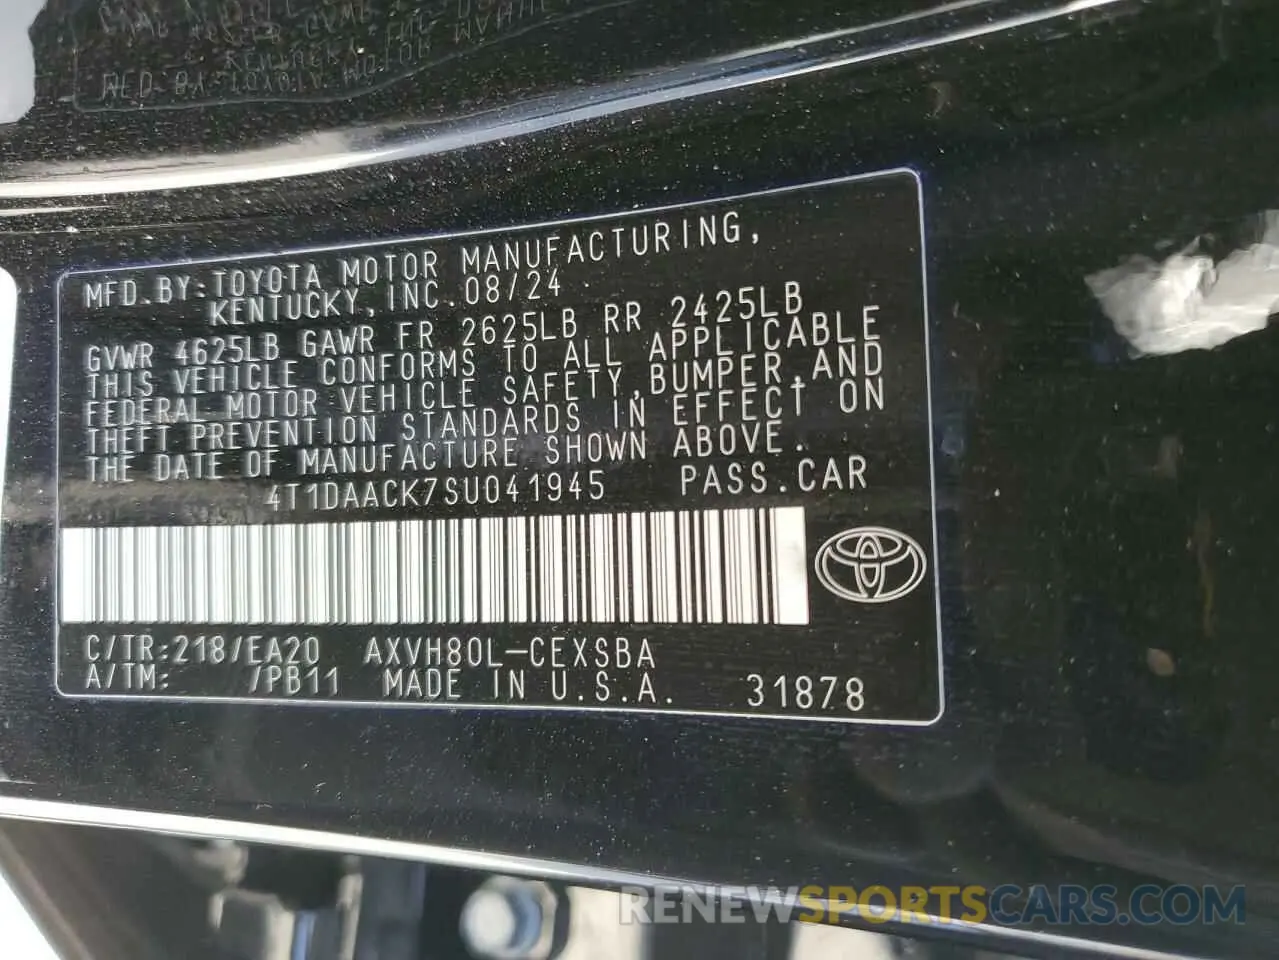 MFD. BY: TOYOTA MOTOR MANUFACTURING,
KENTUCKY, INC. 08/24
GVWR 4625LB GAWR FR 2625LB RR 2425LB
THIS VEHICLE CONFORMS TO ALL APPLICABLE
FEDERAL MOTOR VEHICLE SAFETY, BUMPER, AND
THEFT PREVENTION STANDARDS IN EFFECT ON
THE DATE OF MANUFACTURE SHOWN ABOVE.
4T1DAACK7SU041945 PASS. CAR
C/TR: 218/EA20 AXVH80L-CEXSBA
A/TM: /PB11 MADE IN U.S.A. 31878
RENEWSPORTSCARS.COM